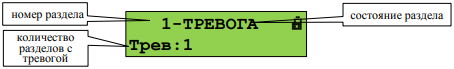 номер раздела
состояние раздела
1-ТРЕВОГА
количество
разделов с
тревогой
Трев:1